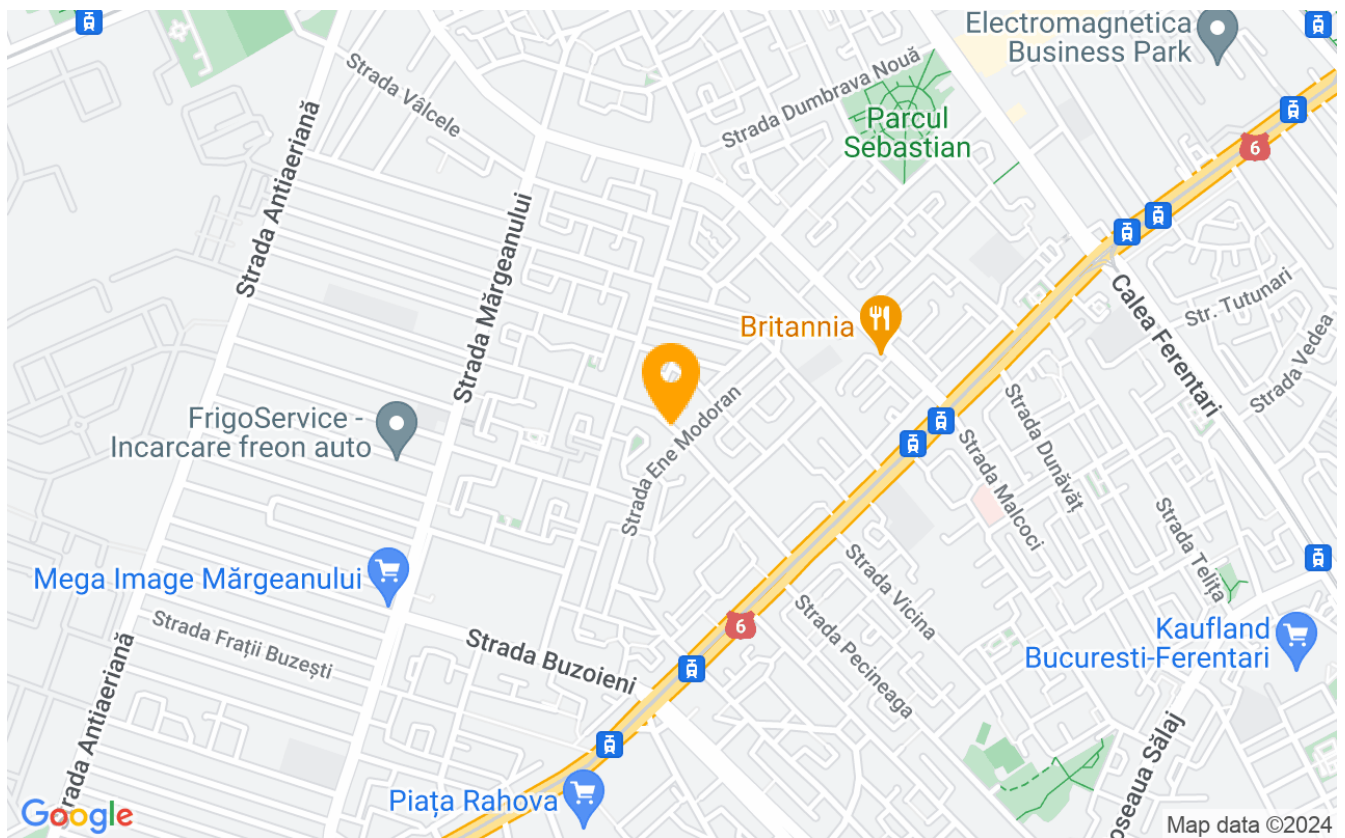 Electromagnetica
Business Park
Strada Vâlcele
Strada Dumbrava Nouă
Parcul
Sebastian
6
Strada Antiaeriană
Strada Mărgeanului
Calea Ferentari
Str. Tutunari
Strada Vedea
Britannia
FrigoService -
Incarcare freon auto
Strada Ene Modoran
Strada Dunăvăț
Strada Malcoci
Strada Telița
Mega Image Mărgeanului
Strada Vicina
Strada Frații Buzești
6
Strada Pecineaga
Strada Buzoieni
Kaufland
Bucuresti-Ferentari
Strada Antiaeriană
Șoseaua Sălaj
Piața Rahova
Google
Map data ©2024